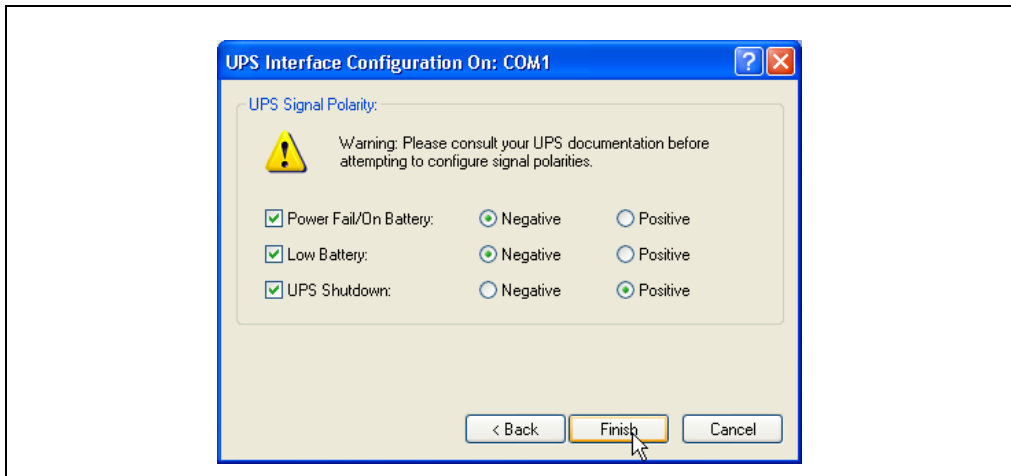 UPS Interface Configuration On: COM1
UPS Signal Polarity:
Warning: Please consult your UPS documentation before
attempting to configure signal polarities.
Power Fail/On Battery: Negative Positive
Low Battery: Negative Positive
UPS Shutdown: Negative Positive
< Back Finish Cancel